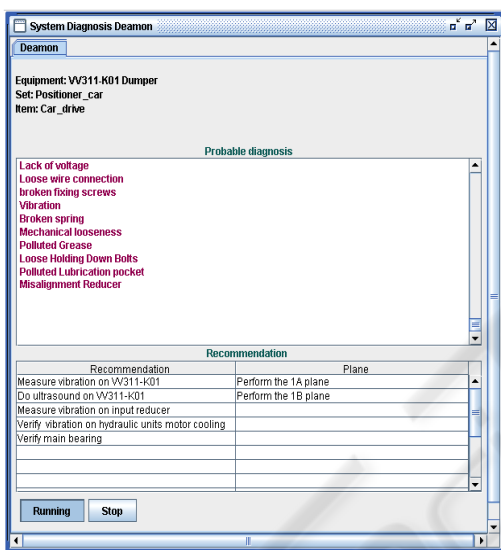 System Diagnosis Deamon
Deamon
Equipment: VV311-K01 Dumper
Set: Positioner_car
Item: Car_drive
Probable diagnosis
Lack of voltage
Loose wire connection
broken fixing screws
Vibration
Broken spring
Mechanical looseness
Polluted Grease
Loose Holding Down Bolts
Polluted Lubrication pocket
Misalignment Reducer
Recommendation
Recommendation Plane
Measure vibration on VV311-K01 Perform the 1A plane
Do ultrasound on VV311-K01 Perform the 1B plane
Measure vibration on input reducer
Verify vibration on hydraulic units motor cooling
Verify main bearing
Running Stop